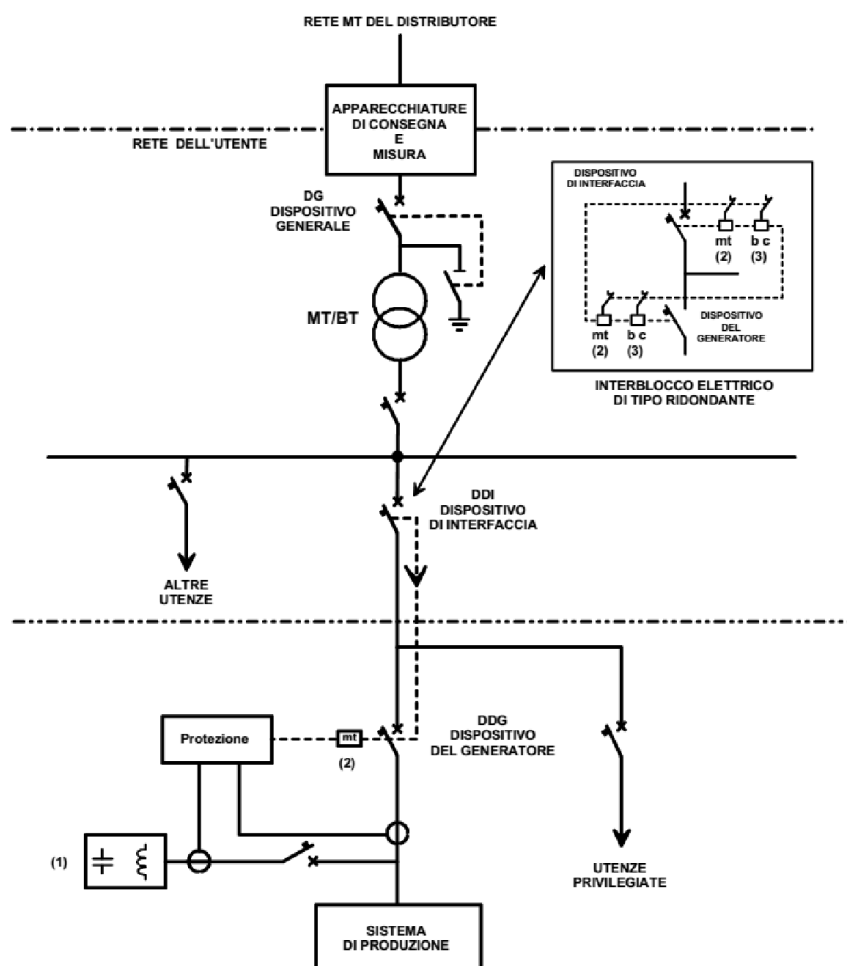 RETE MT DEL DISTRIBUTORE
APPARECCHIATURE
DI CONSEGNA
E
MISURA
RETE DELL'UTENTE
DG
DISPOSITIVO
GENERALE
MT/BT
DISPOSITIVO
DI INTERFACCIA
mt
(2)
b c
(3)
mt
(2)
b c
(3)
DISPOSITIVO
DEL
GENERATORE
INTERBLOCCO ELETTRICO
DI TIPO RIDONDANTE
DDI
DISPOSITIVO
DI INTERFACCIA
ALTRE
UTENZE
Protezione
mt
(2)
DDG
DISPOSITIVO
DEL GENERATORE
(1)
UTENZE
PRIVILEGIATE
SISTEMA
DI PRODUZIONE